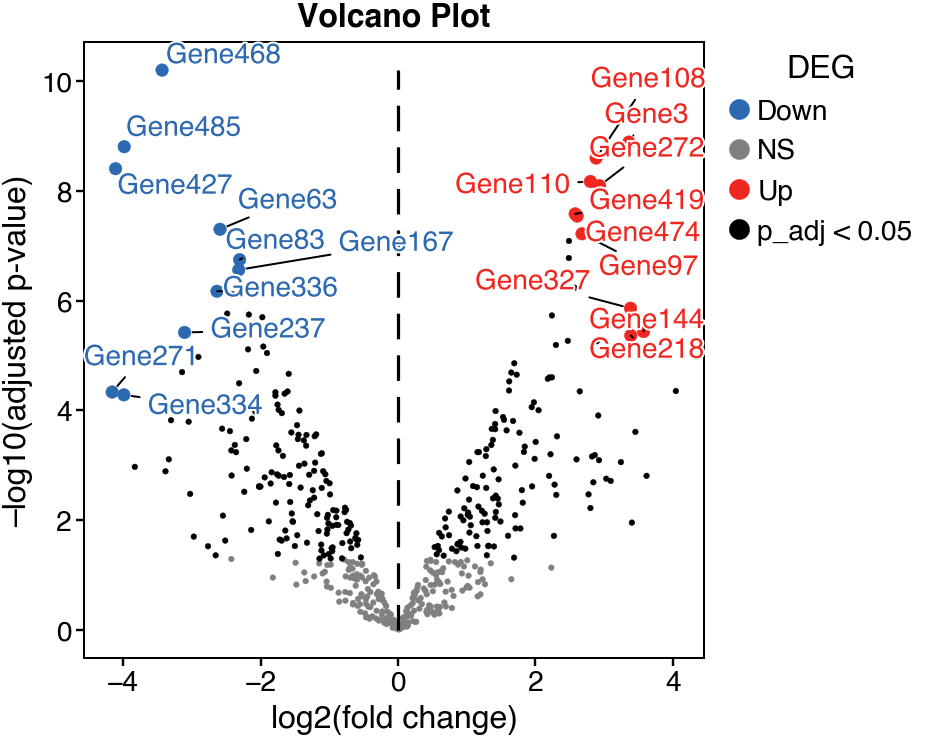 Volcano Plot
Gene468
Gene108
Gene3
Gene485
Gene272
Gene427
Gene110
Gene63
Gene419
Gene83
Gene167
Gene474
Gene97
Gene336
Gene327
Gene237
Gene144
Gene271
Gene218
Gene334
10
8
6
4
2
0
−4
−2
0
2
4
−log10(adjusted p-value)
log2(fold change)
DEG
Down
NS
Up
p_adj < 0.05